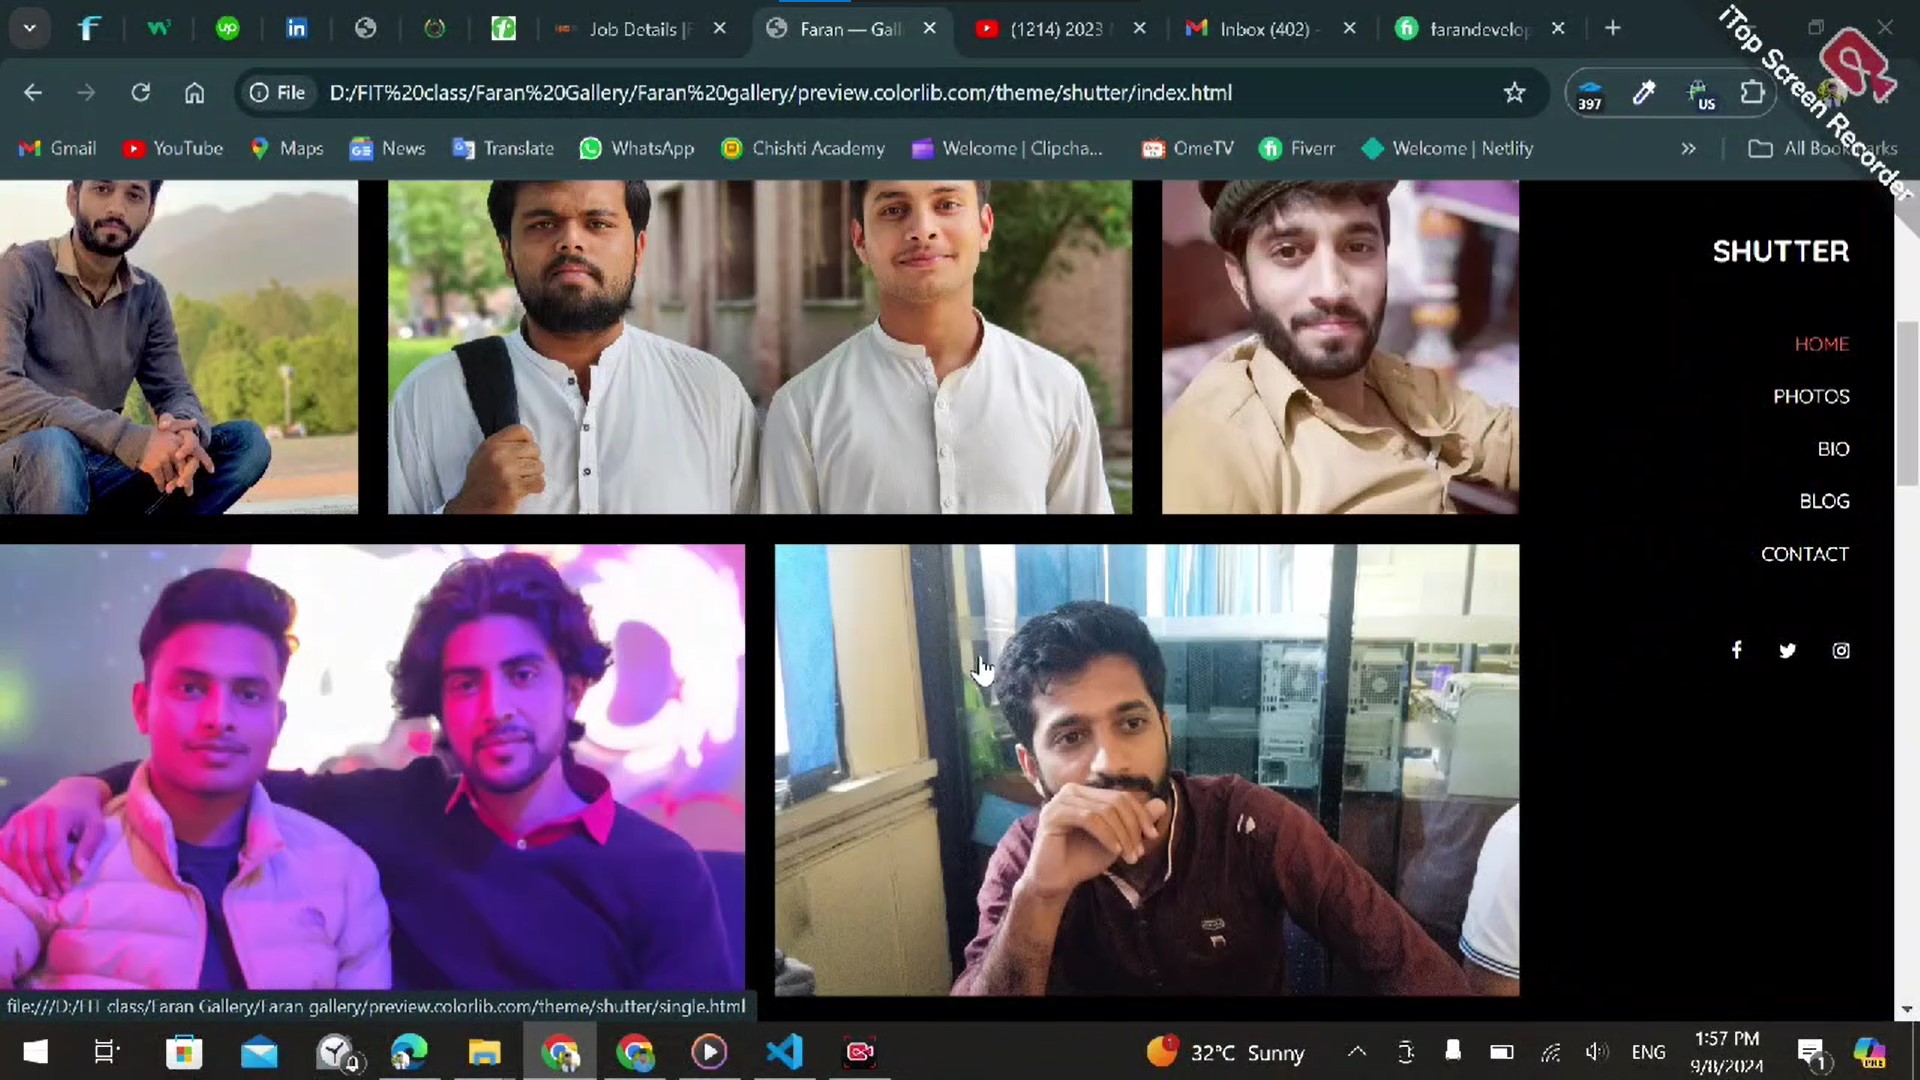 Job Details |F
Faran — Gall
(1214) 2023
Inbox (402) -
farandevelop
iTop Screen Recorder
File
D:/FIT%20class/Faran%20Gallery/Faran%20gallery/preview.colorlib.com/theme/shutter/index.html
397
US
Gmail
YouTube
Maps
News
Translate
WhatsApp
Chishti Academy
Welcome | Clipcha...
OmeTV
Fiverr
Welcome | Netlify
»
All Bookmarks
SHUTTER
HOME
PHOTOS
BIO
BLOG
CONTACT
file:///D:/FIT class/Faran Gallery/Faran gallery/preview.colorlib.com/theme/shutter/single.html
32°C Sunny
ENG
1:57 PM
9/8/2024
1